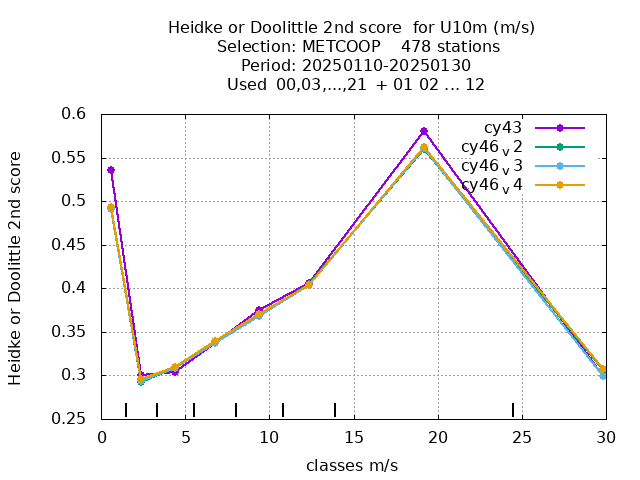 Heidke or Doolittle 2nd score  for U10m (m/s)
Selection: METCOOP    478 stations
Period: 20250110-20250130
Used  00,03,...,21  + 01 02 ... 12
Heidke or Doolittle 2nd score
0.6
0.55
0.5
0.45
0.4
0.35
0.3
0.25
cy43
cy46 v 2
cy46 v 3
cy46 v 4
0 5 10 15 20 25 30
classes m/s